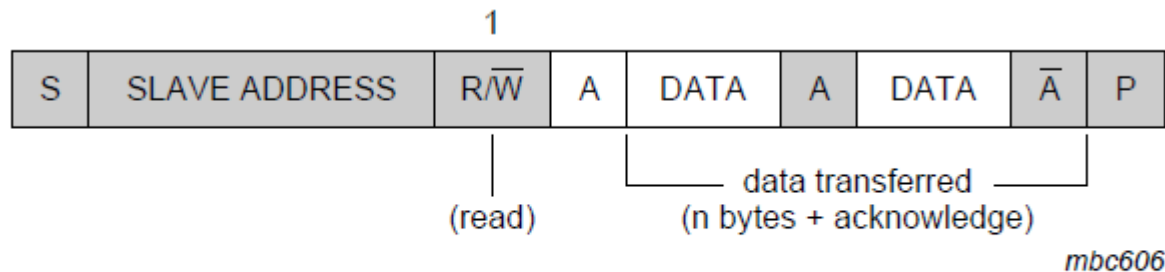 1
S SLAVE ADDRESS R/W̅ A DATA A DATA A̅ P
data transferred
(read) (n bytes + acknowledge)
mbc606